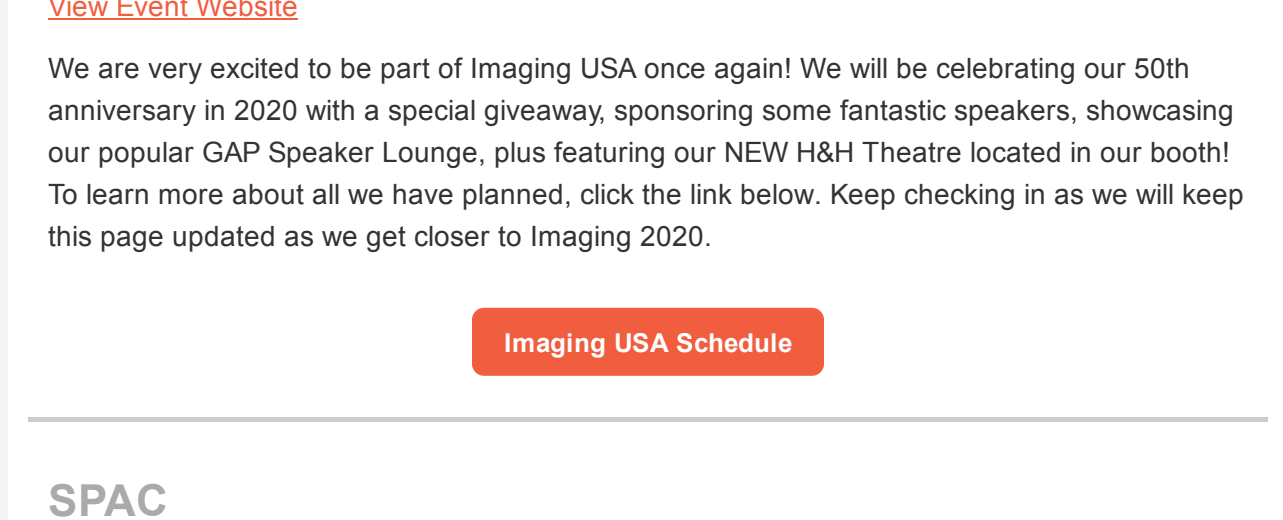 View Event Website
We are very excited to be part of Imaging USA once again! We will be celebrating our 50th
anniversary in 2020 with a special giveaway, sponsoring some fantastic speakers, showcasing
our popular GAP Speaker Lounge, plus featuring our NEW H&H Theatre located in our booth!
To learn more about all we have planned, click the link below. Keep checking in as we will keep
this page updated as we get closer to Imaging 2020.
Imaging USA Schedule
SPAC